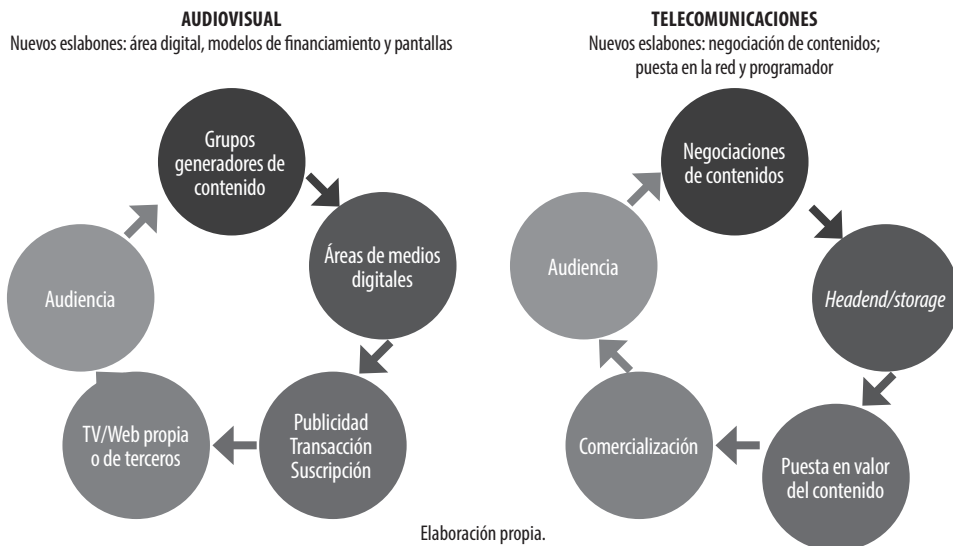 AUDIOVISUAL
Nuevos eslabones: área digital, modelos de financiamiento y pantallas
Grupos
generadores de
contenido
Áreas de medios
digitales
Publicidad
Transacción
Suscripción
TV/Web propia
o de terceros
Audiencia
TELECOMUNICACIONES
Nuevos eslabones: negociación de contenidos;
puesta en la red y programador
Negociaciones
de contenidos
Headend/storage
Puesta en valor
del contenido
Comercialización
Audiencia
Elaboración propia.